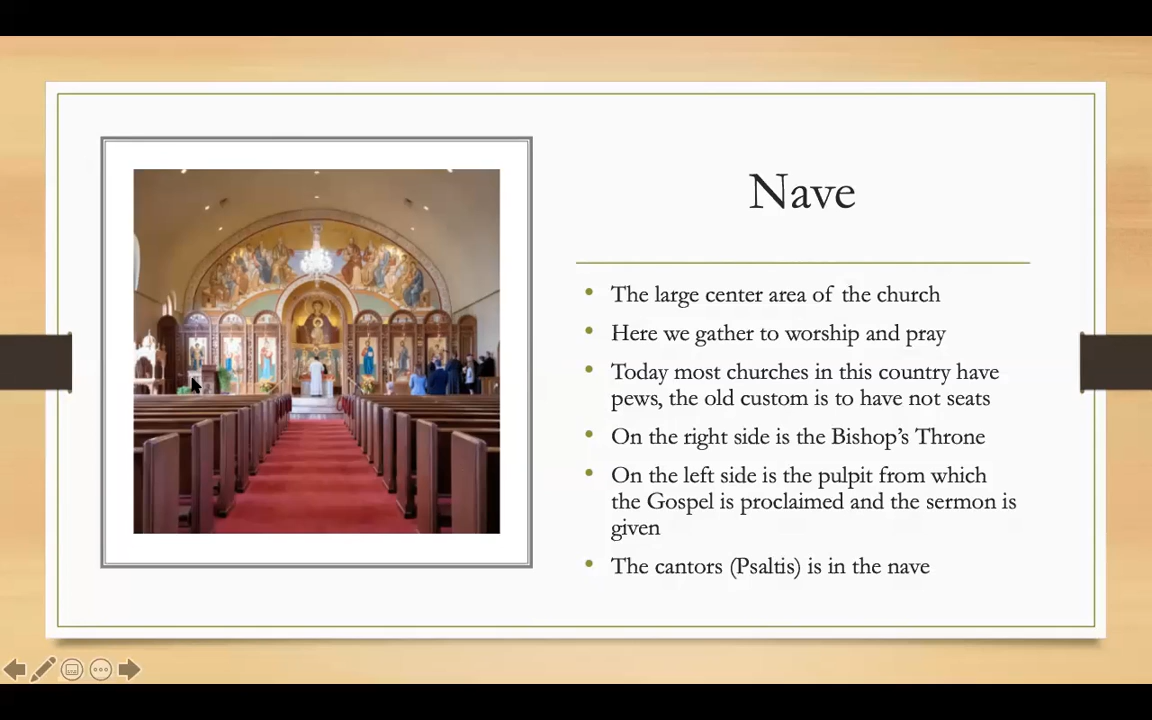 Nave
• The large center area of the church
• Here we gather to worship and pray
• Today most churches in this country have
pews, the old custom is to have not seats
• On the right side is the Bishop’s Throne
• On the left side is the pulpit from which
the Gospel is proclaimed and the sermon is
given
• The cantors (Psaltis) is in the nave